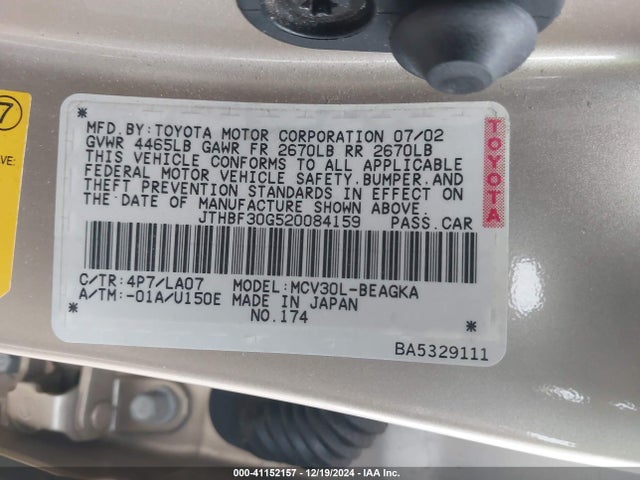 7
VE:
MFD.BY:TOYOTA MOTOR CORPORATION 07/02
GVWR 4465LB GAWR FR 2670LB RR 2670LB
THIS VEHICLE CONFORMS TO ALL APPLICABLE
FEDERAL MOTOR VEHICLE SAFETY,BUMPER,AND
THEFT PREVENTION STANDARDS IN EFFECT ON
THE DATE OF MANUFACTURE SHOWN ABOVE.
JTHBF30G520084159 PASS.CAR
TOYOTA
C/TR:4P7/LA07 MODEL:MCV30L-BEAGKA
A/TM:-01A/U150E MADE IN JAPAN
NO.174
BA5329111
000-41152157 - 12/19/2024 - IAA Inc.